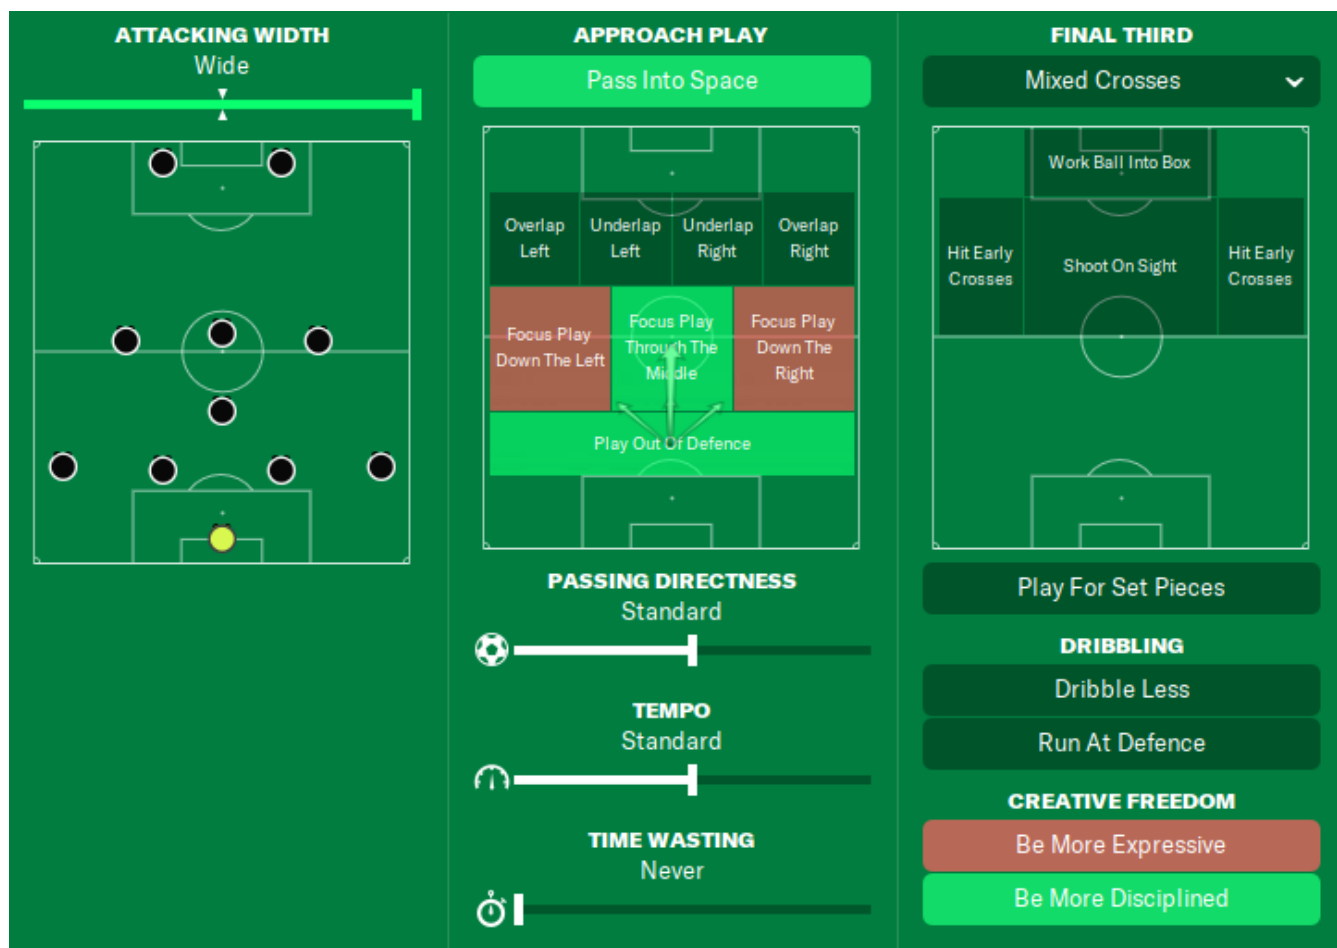 ATTACKING WIDTH
Wide
APPROACH PLAY
Pass Into Space
Overlap
Left
Underlap
Left
Underlap
Right
Overlap
Right
Focus Play
Down The Left
Focus Play
Through The
Middle
Focus Play
Down The
Right
Play Out Of Defence
PASSING DIRECTNESS
Standard
TEMPO
Standard
TIME WASTING
Never
FINAL THIRD
Mixed Crosses
Work Ball Into Box
Hit Early
Crosses
Shoot On Sight
Hit Early
Crosses
Play For Set Pieces
DRIBBLING
Dribble Less
Run At Defence
CREATIVE FREEDOM
Be More Expressive
Be More Disciplined